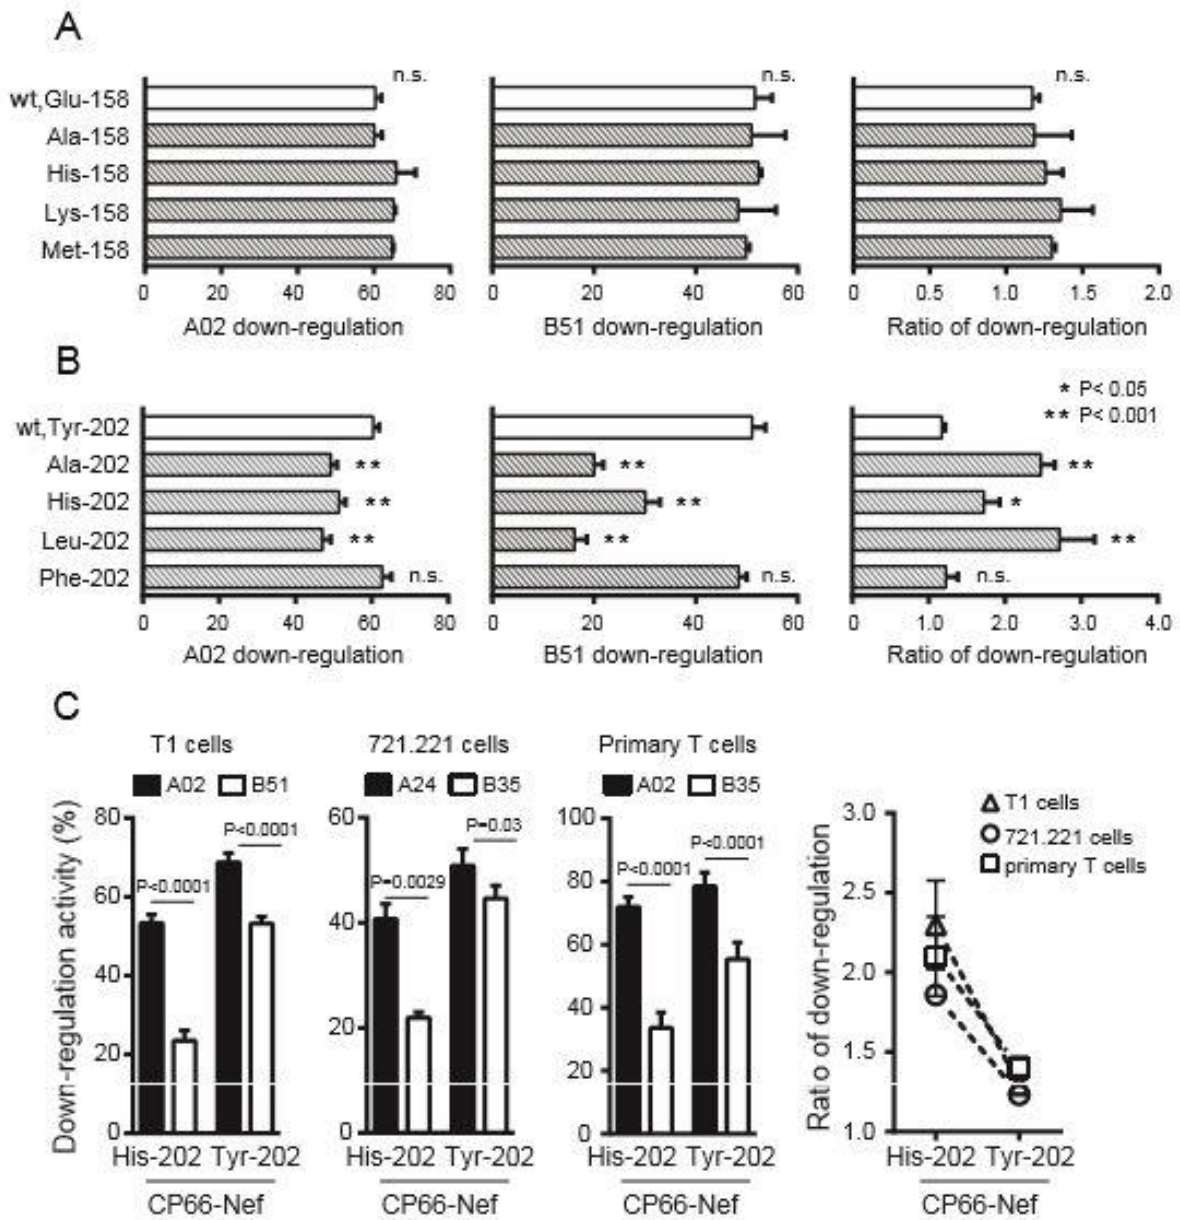 A
n.s. n.s. n.s.
wt,Glu-158
Ala-158
His-158
Lys-158
Met-158
0 20 40 60 80 0 20 40 60 0 0.5 1.0 1.5 2.0
A02 down-regulation B51 down-regulation Ratio of down-regulation
B
* P< 0.05
** P< 0.001
wt,Tyr-202
Ala-202 ** ** **
His-202 ** ** *
Leu-202 ** ** **
Phe-202 n.s. n.s. n.s.
0 20 40 60 80 0 20 40 60 0 1.0 2.0 3.0 4.0
A02 down-regulation B51 down-regulation Ratio of down-regulation
C
T1 cells
A02 B51
Down-regulation activity (%)
80
60
40
20
0
P<0.0001
P<0.0001
His-202 Tyr-202
CP66-Nef
721.221 cells
A24 B35
60
40
20
0
P=0.0029
P=0.03
His-202 Tyr-202
CP66-Nef
Primary T cells
A02 B35
100
80
60
40
20
0
P<0.0001
P<0.0001
His-202 Tyr-202
CP66-Nef
T1 cells
721.221 cells
primary T cells
Ratio of down-regulation
3.0
2.5
2.0
1.5
1.0
His-202 Tyr-202
CP66-Nef